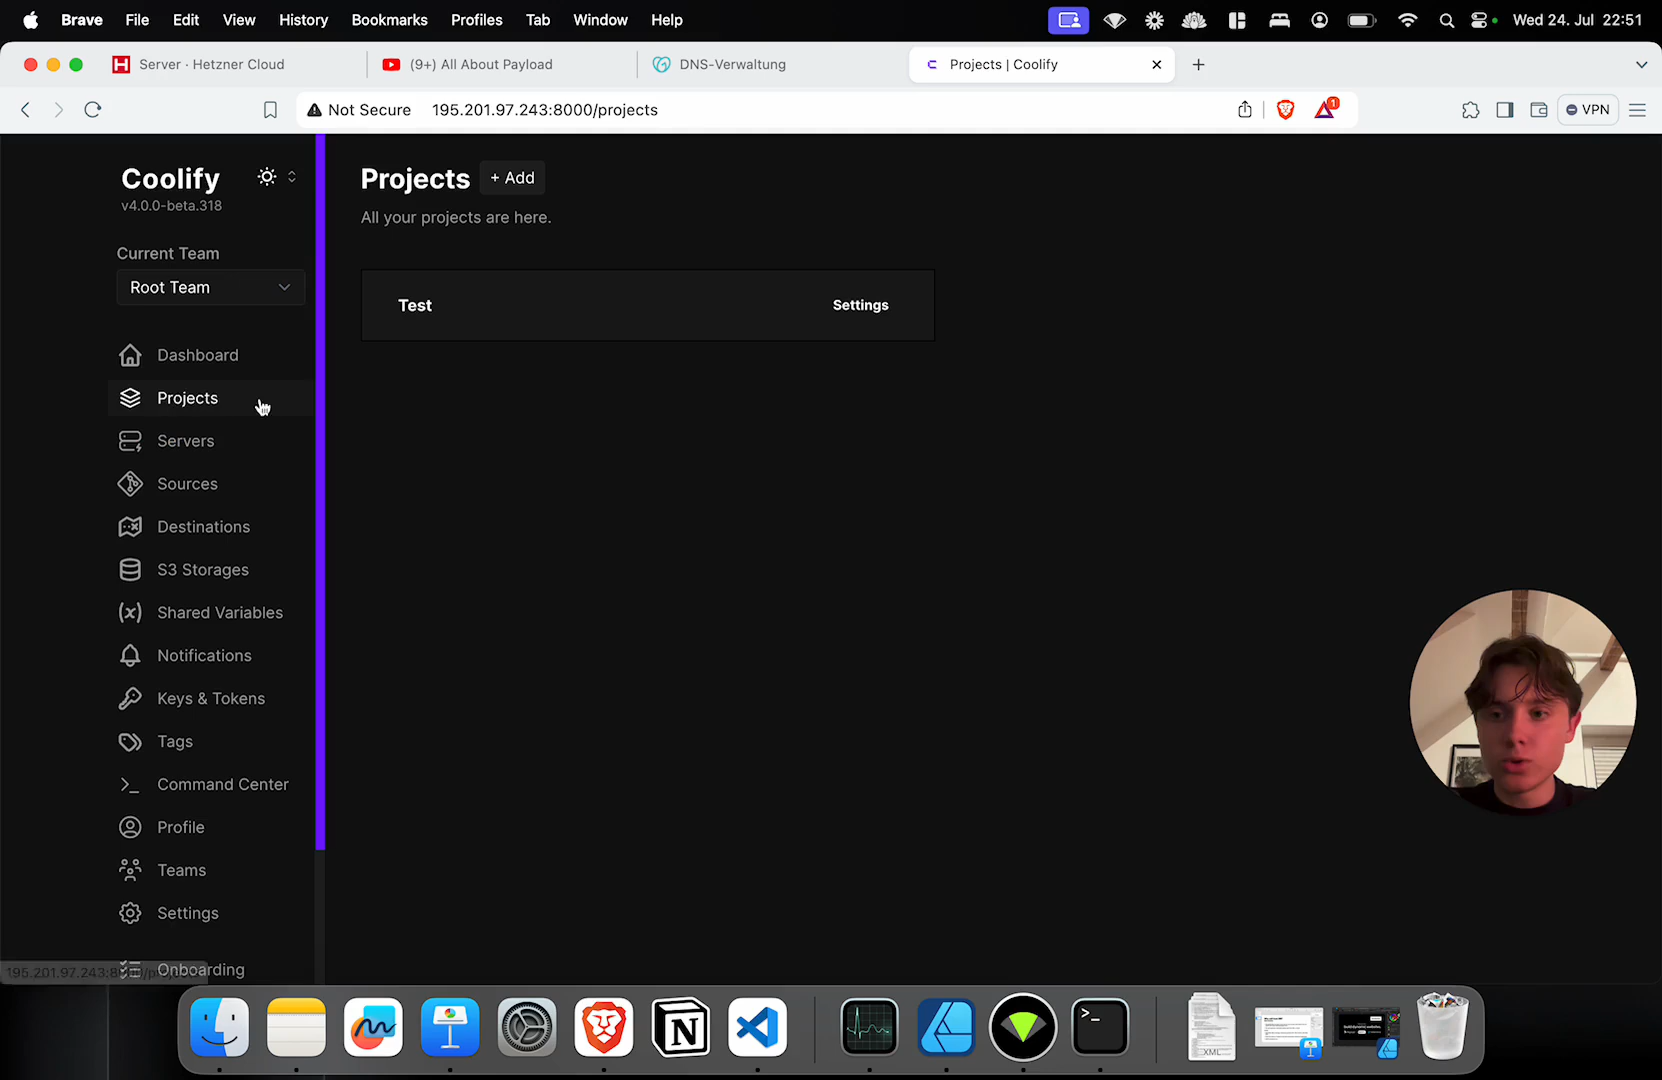 Brave File Edit View History Bookmarks Profiles Tab Window Help
Wed 24. Jul 22:51
Server · Hetzner Cloud
(9+) All About Payload
DNS-Verwaltung
Projects | Coolify
Not Secure 195.201.97.243:8000/projects
1
VPN
Coolify
v4.0.0-beta.318
Current Team
Root Team
Dashboard
Projects
Servers
Sources
Destinations
S3 Storages
Shared Variables
Notifications
Keys & Tokens
Tags
Command Center
Profile
Teams
Settings
Onboarding
Projects
+ Add
All your projects are here.
Test
Settings
XML